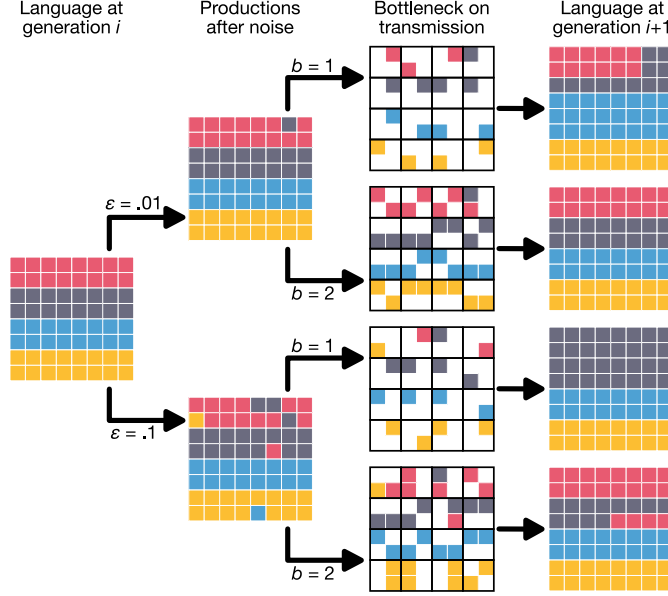 Language at
generation i
Productions
after noise
Bottleneck on
transmission
Language at
generation i+1
b = 1
ε = .01
b = 2
b = 1
ε = .1
b = 2